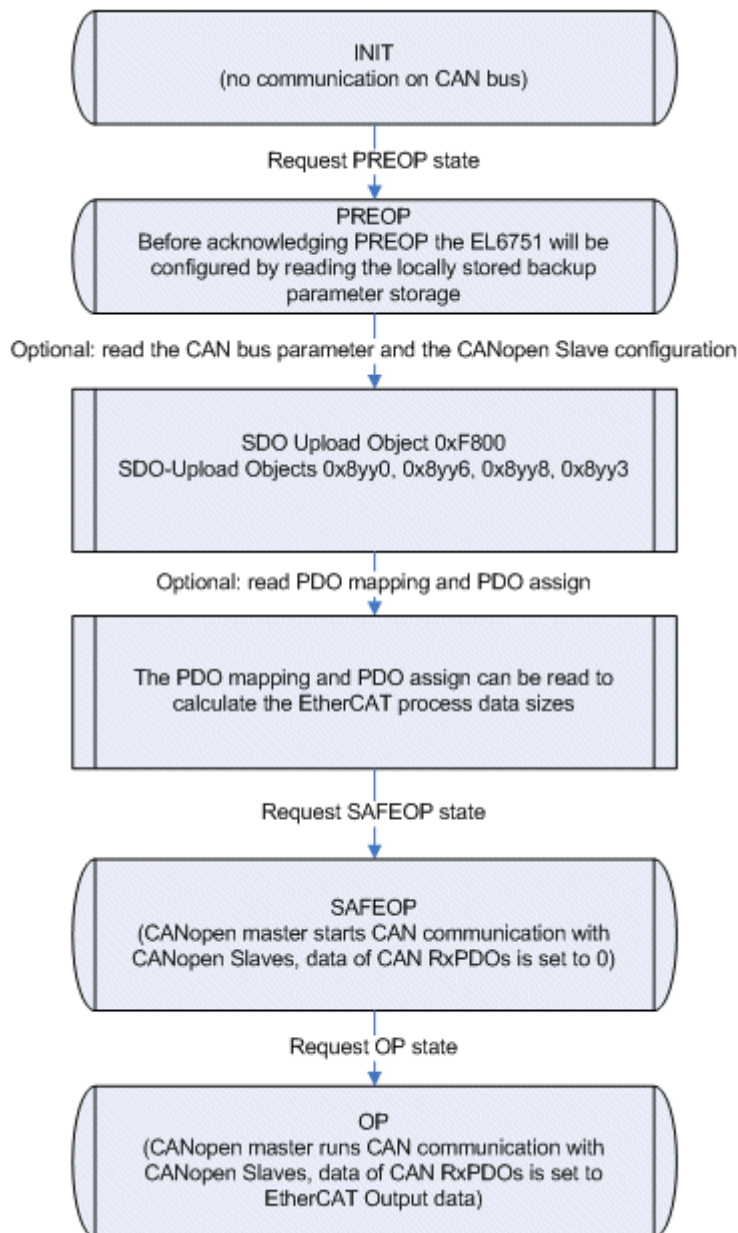 INIT
(no communication on CAN bus)
Request PREOP state
PREOP
Before acknowledging PREOP the EL6751 will be
configured by reading the locally stored backup
parameter storage
Optional: read the CAN bus parameter and the CANopen Slave configuration
SDO Upload Object 0xF800
SDO-Upload Objects 0x8yy0, 0x8yy6, 0x8yy8, 0x8yy3
Optional: read PDO mapping and PDO assign
The PDO mapping and PDO assign can be read to
calculate the EtherCAT process data sizes
Request SAFEOP state
SAFEOP
(CANopen master starts CAN communication with
CANopen Slaves, data of CAN RxPDOs is set to 0)
Request OP state
OP
(CANopen master runs CAN communication with
CANopen Slaves, data of CAN RxPDOs is set to
EtherCAT Output data)